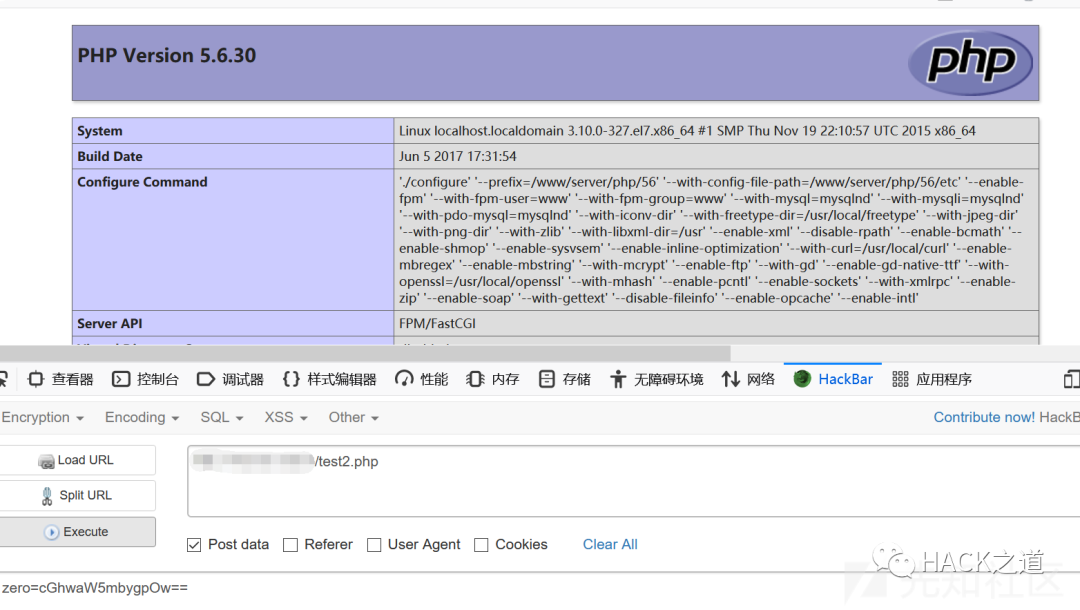 PHP Version 5.6.30
php
System
Linux localhost.localdomain 3.10.0-327.el7.x86_64 #1 SMP Thu Nov 19 22:10:57 UTC 2015 x86_64
Build Date
Jun 5 2017 17:31:54
Configure Command
'./configure' '--prefix=/www/server/php/56' '--with-config-file-path=/www/server/php/56/etc' '--enable-
fpm' '--with-fpm-user=www' '--with-fpm-group=www' '--with-mysql=mysqlnd' '--with-mysqli=mysqlnd'
'--with-pdo-mysql=mysqlnd' '--with-iconv-dir' '--with-freetype-dir=/usr/local/freetype' '--with-jpeg-dir'
'--with-png-dir' '--with-zlib' '--with-libxml-dir=/usr' '--enable-xml' '--disable-rpath' '--enable-bcmath' '--
enable-shmop' '--enable-sysvsem' '--enable-inline-optimization' '--with-curl=/usr/local/curl' '--enable-
mbregex' '--enable-mbstring' '--with-mcrypt' '--enable-ftp' '--with-gd' '--enable-gd-native-ttf' '--with-
openssl=/usr/local/openssl' '--with-mhash' '--enable-pcntl' '--enable-sockets' '--with-xmlrpc' '--enable-
zip' '--enable-soap' '--with-gettext' '--disable-fileinfo' '--enable-opcache' '--enable-intl'
Server API
FPM/FastCGI
查看器 控制台 调试器 样式编辑器 性能 内存 存储 无障碍环境 网络 HackBar 应用程序
Encryption Encoding SQL XSS Other Contribute now! HackB
Load URL
/test2.php
Split URL
Execute
Post data Referer User Agent Cookies Clear All
HACK之道
先知社区
zero=cGhwaW5mbygpOw==